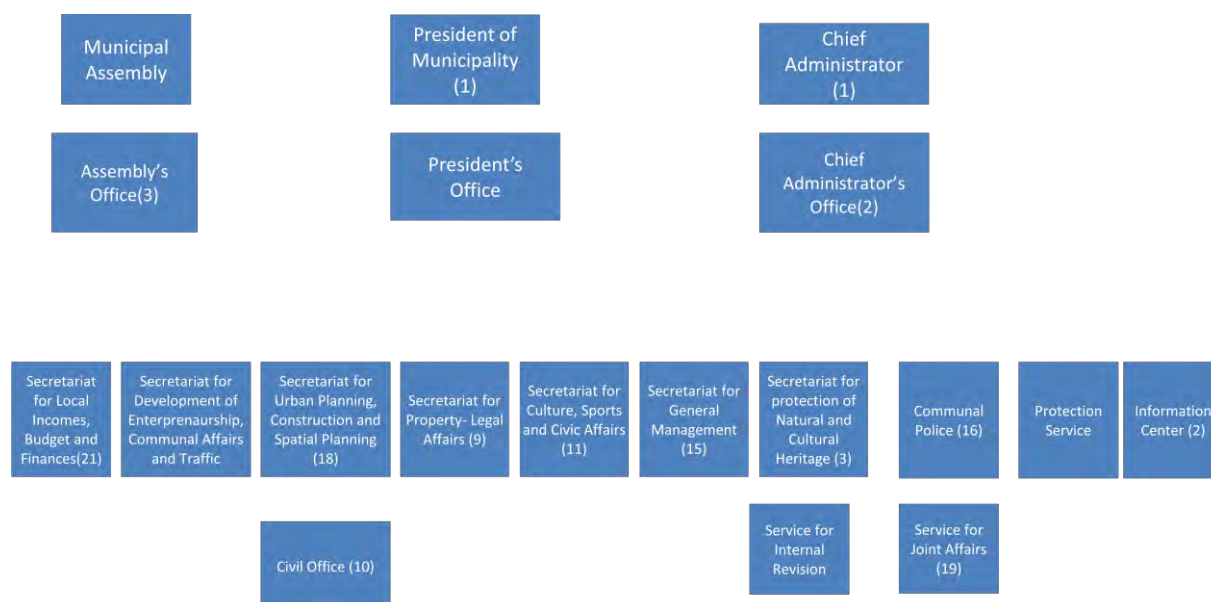 Municipal
Assembly
President of
Municipality
(1)
Chief
Administrator
(1)
Assembly's
Office(3)
President's
Office
Chief
Administrator's
Office(2)
Secretariat
for Local
Incomes,
Budget and
Finances(21)
Secretariat for
Development of
Enterprenaurship,
Communal Affairs
and Traffic
Secretariat for
Urban Planning,
Construction and
Spatial Planning
(18)
Secretariat for
Property- Legal
Affairs (9)
Secretariat for
Culture, Sports
and Civic Affairs
(11)
Secretariat for
General
Management
(15)
Secretariat for
protection of
Natural and
Cultural
Heritage (3)
Communal
Police (16)
Protection
Service
Information
Center (2)
Civil Office (10)
Service for
Internal
Revision
Service for
Joint Affairs
(19)